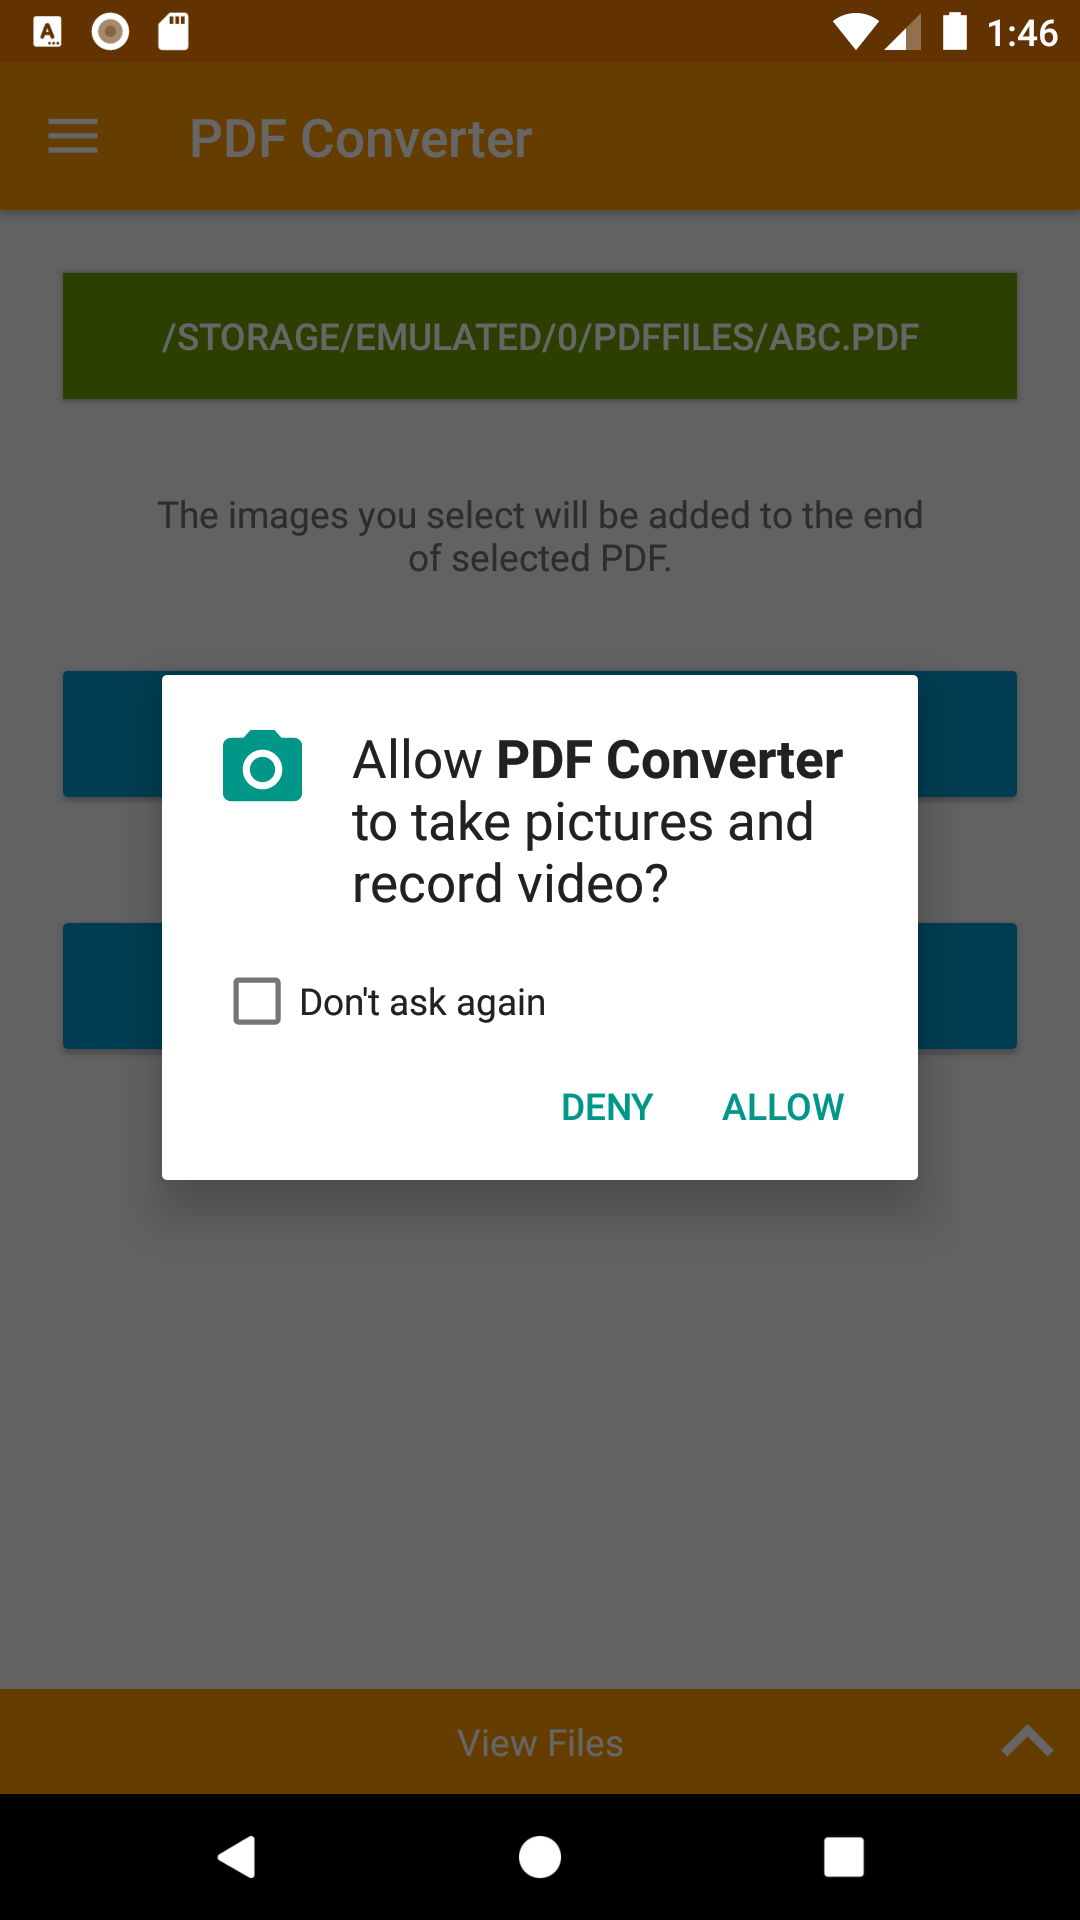 1:46
PDF Converter
/STORAGE/EMULATED/0/PDFFILES/ABC.PDF
The images you select will be added to the end
of selected PDF.
Allow PDF Converter
to take pictures and
record video?
Don't ask again
DENY ALLOW
View Files